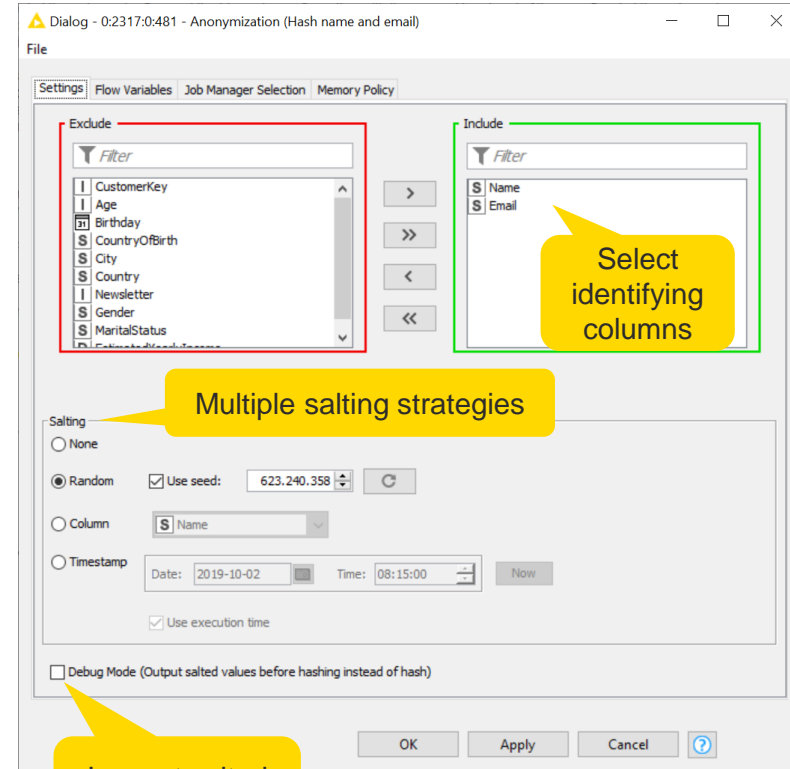 Dialog - 0:2317:0:481 - Anonymization (Hash name and email)
File
Settings Flow Variables Job Manager Selection Memory Policy
Exclude
Include
Filter
Filter
I CustomerKey
I Age
31 Birthday
S CountryOfBirth
S City
S Country
I Newsletter
S Gender
S MaritalStatus
D EstimatedYearlyIncome
>
>>
<
<<
S Name
S Email
Select
identifying
columns
Multiple salting strategies
Salting
None
Random Use seed: 623.240.358
Column S Name
Timestamp Date: 2019-10-02 Time: 08:15:00 Now
Use execution time
Debug Mode (Output salted values before hashing instead of hash)
OK Apply Cancel ?